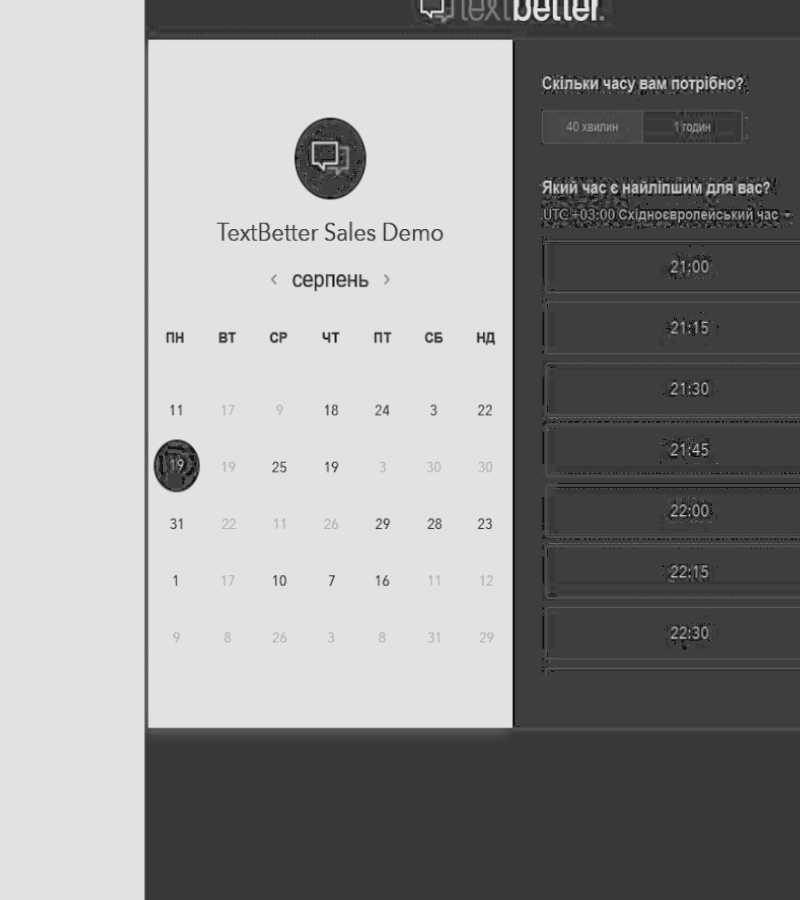 textbetter.
TextBetter Sales Demo
‹ серпень ›
ПН ВТ СР ЧТ ПТ СБ НД
11 17 9 18 24 3 22
19 19 25 19 3 30 30
31 22 11 26 29 28 23
1 17 10 7 16 11 12
9 8 26 3 8 31 29
Скільки часу вам потрібно?
40 хвилин 1 годин
Який час є найліпшим для вас?
UTC +03:00 Східноєвропейський час
21:00
21:15
21:30
21:45
22:00
22:15
22:30